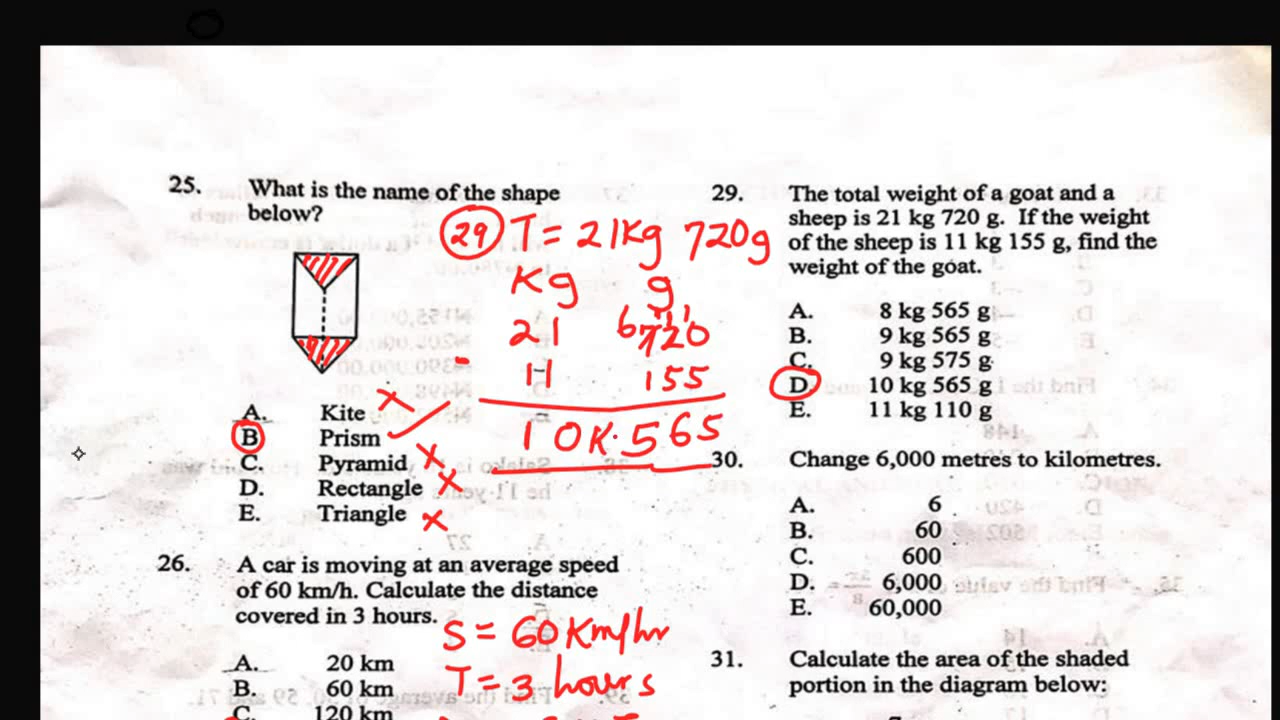 25. What is the name of the shape
below?
A. Kite
B Prism
C. Pyramid
D. Rectangle
E. Triangle
29 T = 21Kg 720g
Kg g
21 6 720
- 11 155
10K. 565
26. A car is moving at an average speed
of 60 km/h. Calculate the distance
covered in 3 hours.
S = 60Km/hr
T = 3 hours
A. 20 km
B. 60 km
C. 120 km
29. The total weight of a goat and a
sheep is 21 kg 720 g. If the weight
of the sheep is 11 kg 155 g, find the
weight of the goat.
A. 8 kg 565 g
B. 9 kg 565 g
C. 9 kg 575 g
D. 10 kg 565 g
E. 11 kg 110 g
30. Change 6,000 metres to kilometres.
A. 6
B. 60
C. 600
D. 6,000
E. 60,000
31. Calculate the area of the shaded
portion in the diagram below: